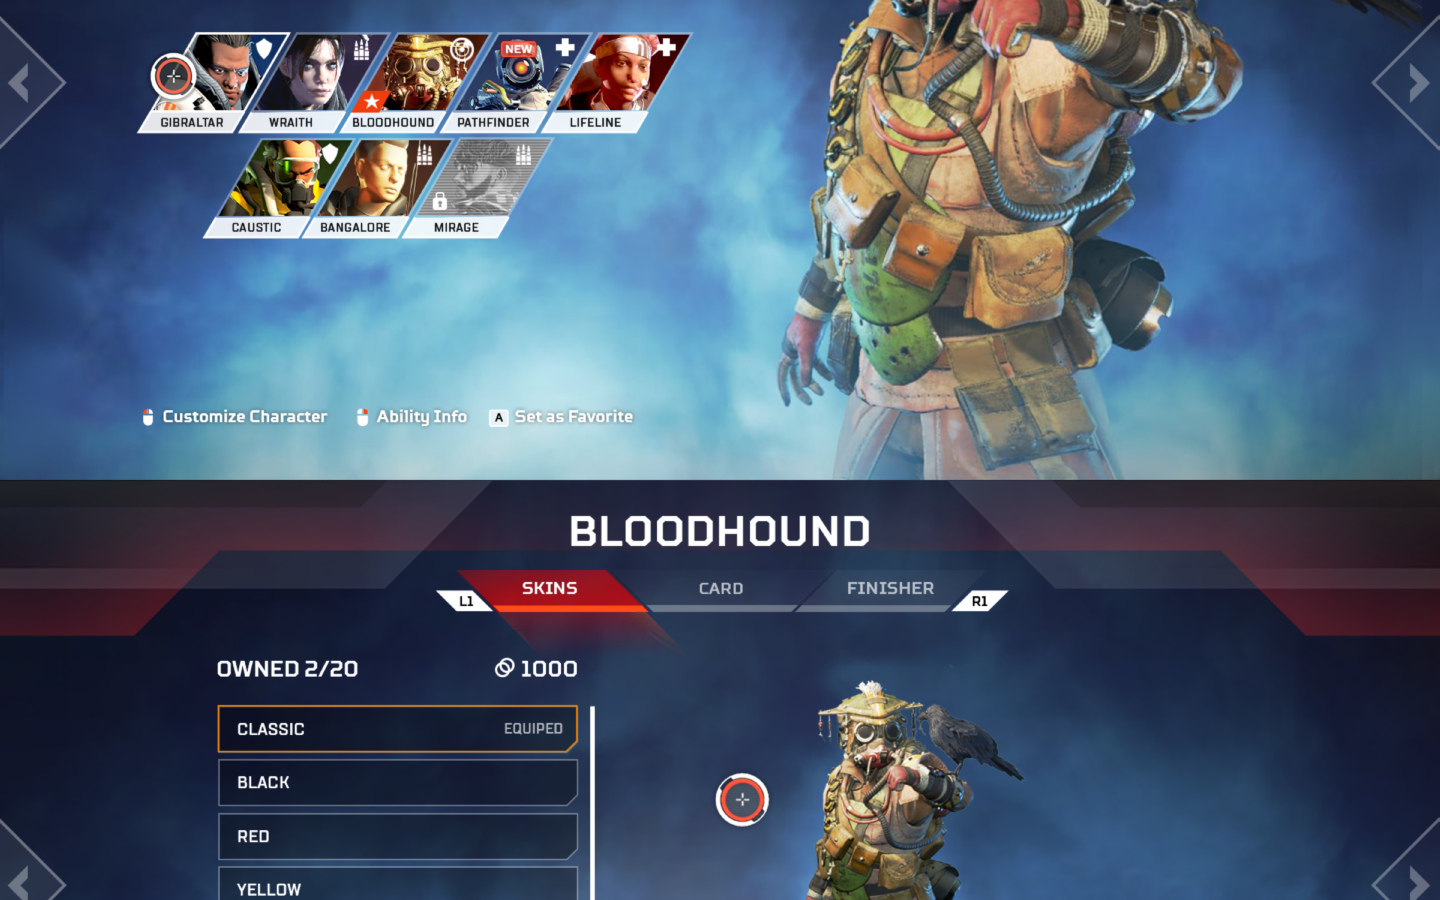 NEW
GIBRALTAR WRAITH BLOODHOUND PATHFINDER LIFELINE
CAUSTIC BANGALORE MIRAGE
Customize Character Ability Info A Set as Favorite
BLOODHOUND
L1 SKINS CARD FINISHER R1
OWNED 2/20 1000
CLASSIC EQUIPED
BLACK
RED
YELLOW